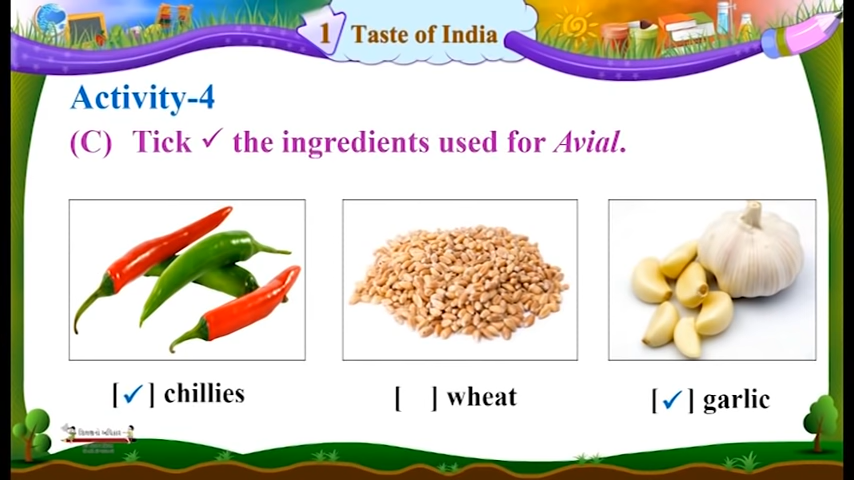 1 Taste of India
Activity-4
(C) Tick ✓ the ingredients used for Avial.
[✓] chillies
[ ] wheat
[✓] garlic